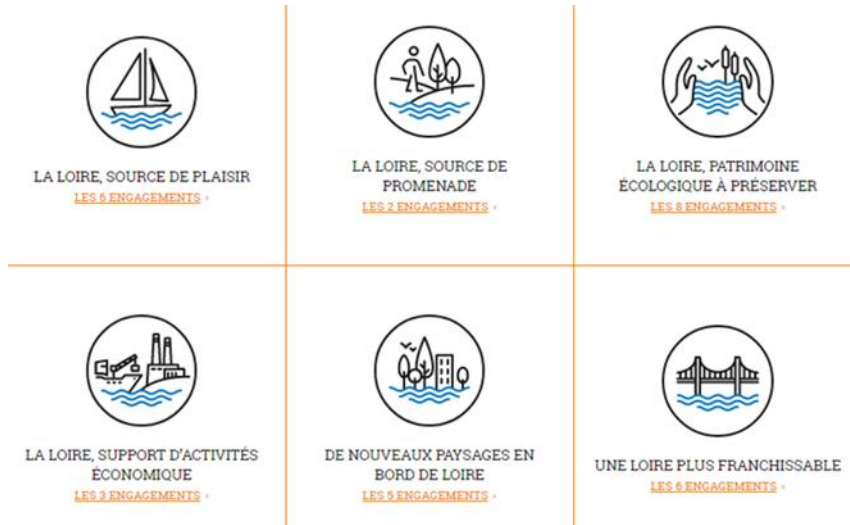 LA LOIRE, SOURCE DE PLAISIR
LES 6 ENGAGEMENTS ›
LA LOIRE, SOURCE DE
PROMENADE
LES 2 ENGAGEMENTS ›
LA LOIRE, PATRIMOINE
ÉCOLOGIQUE À PRÉSERVER
LES 8 ENGAGEMENTS ›
LA LOIRE, SUPPORT D'ACTIVITÉS
ÉCONOMIQUE
LES 3 ENGAGEMENTS ›
DE NOUVEAUX PAYSAGES EN
BORD DE LOIRE
LES 5 ENGAGEMENTS ›
UNE LOIRE PLUS FRANCHISSABLE
LES 6 ENGAGEMENTS ›